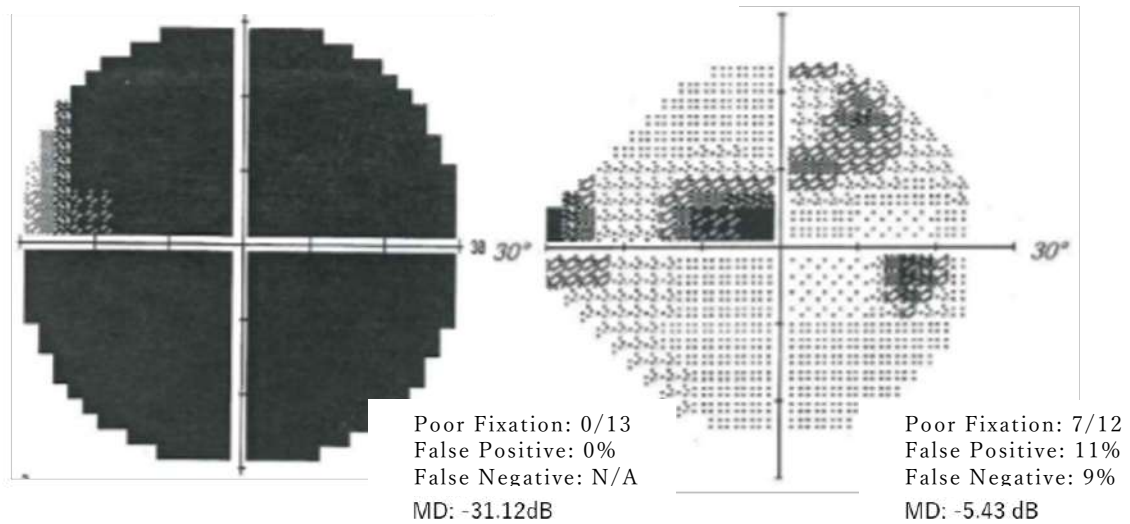 30
30°
30°
Poor Fixation: 0/13
False Positive: 0%
False Negative: N/A
MD: -31.12dB
Poor Fixation: 7/12
False Positive: 11%
False Negative: 9%
MD: -5.43 dB